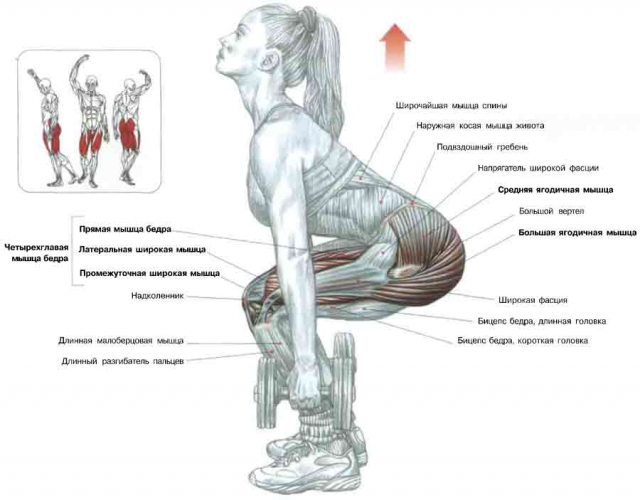 Широчайшая мышца спины
Наружная косая мышца живота
Подвздошный гребень
Напрягатель широкой фасции
Средняя ягодичная мышца
Большой вертел
Большая ягодичная мышца
Широкая фасция
Бицепс бедра, длинная головка
Бицепс бедра, короткая головка
Прямая мышца бедра
Четырехглавая
мышца бедра
Латеральная широкая мышца
Промежуточная широкая мышца
Надколенник
Длинная малоберцовая мышца
Длинный разгибатель пальцев